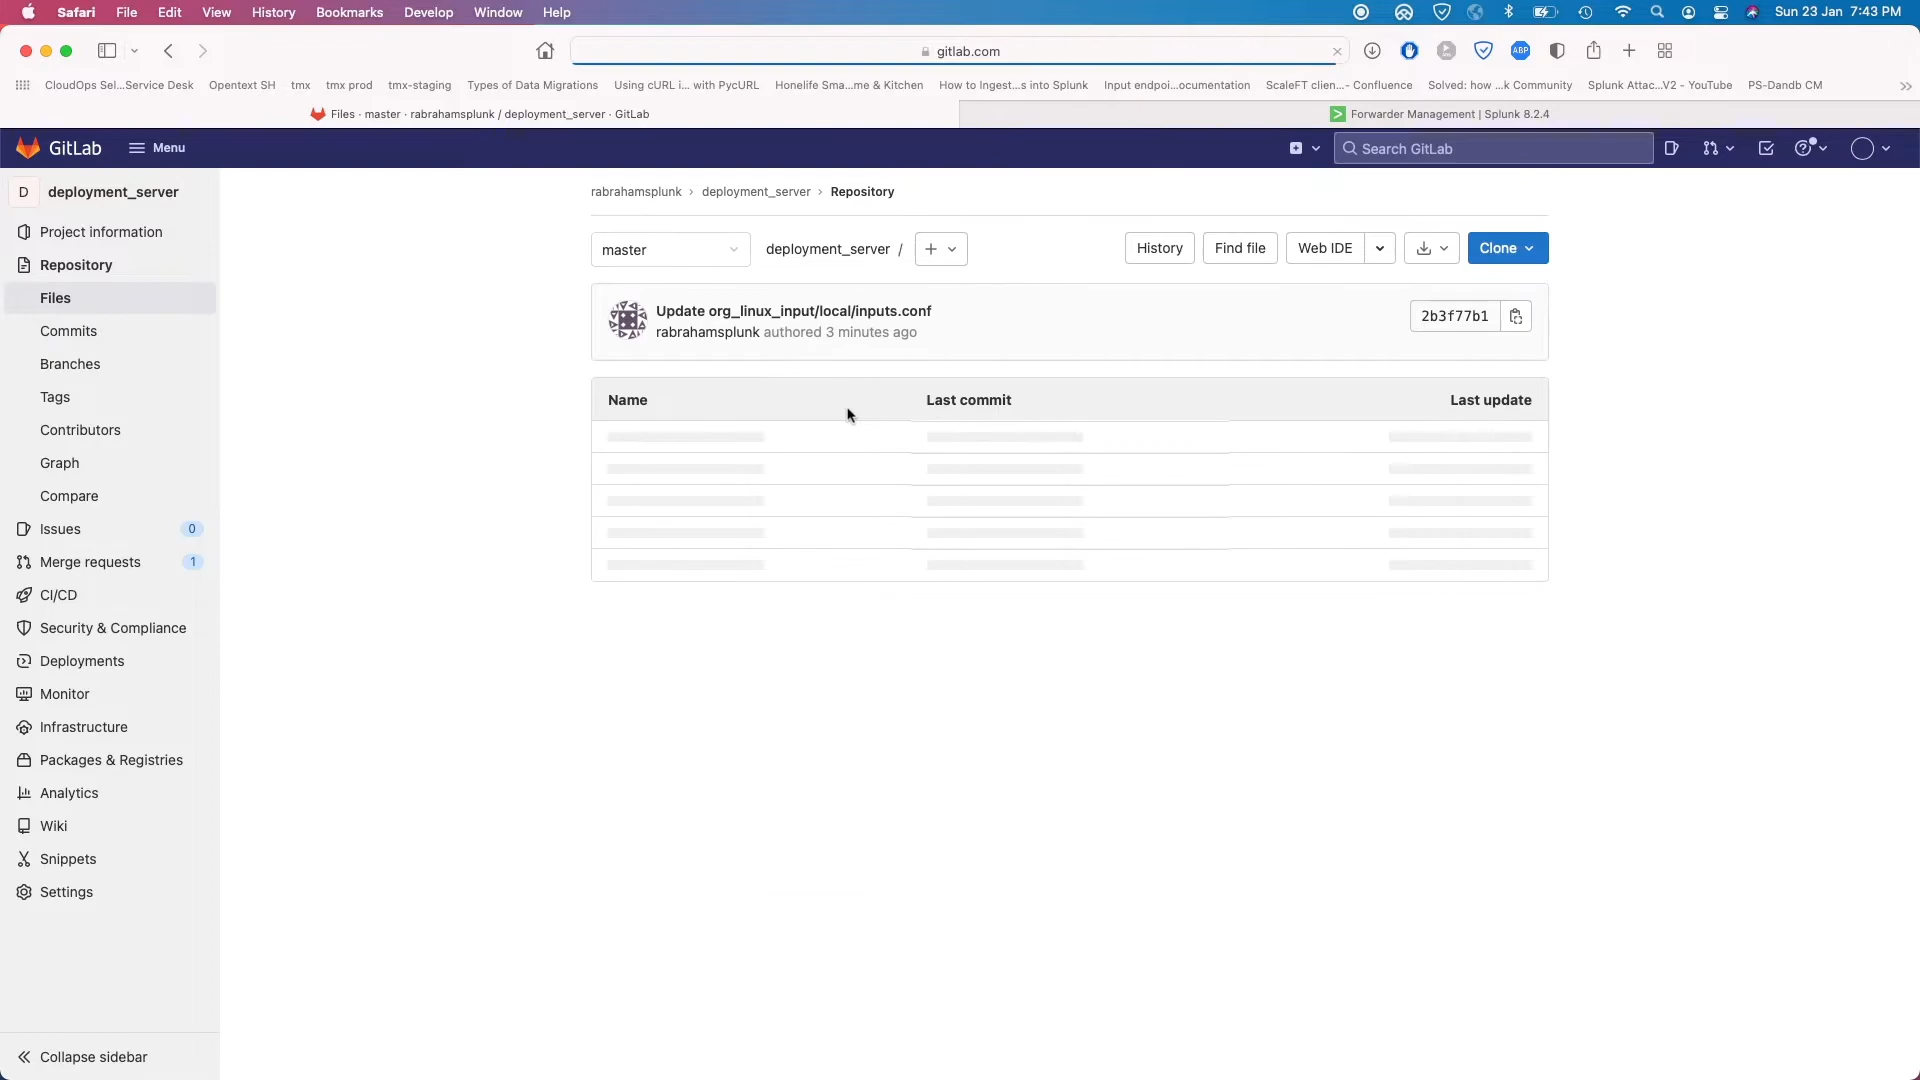 Safari File Edit View History Bookmarks Develop Window Help Sun 23 Jan 7:43 PM
gitlab.com
ABP
CloudOps Sel...Service Desk Opentext SH tmx tmx prod tmx-staging Types of Data Migrations Using cURL i... with PycURL Honelife Sma...me & Kitchen How to Ingest...s into Splunk Input endpoi...ocumentation ScaleFT clien...- Confluence Solved: how ...k Community Splunk Attac...V2 - YouTube PS-Dandb CM
Files · master · rabrahamsplunk / deployment_server · GitLab
Forwarder Management | Splunk 8.2.4
GitLab Menu Search GitLab
D deployment_server
Project information
Repository
Files
Commits
Branches
Tags
Contributors
Graph
Compare
Issues 0
Merge requests 1
CI/CD
Security & Compliance
Deployments
Monitor
Infrastructure
Packages & Registries
Analytics
Wiki
Snippets
Settings
Collapse sidebar
rabrahamsplunk › deployment_server › Repository
master deployment_server / + History Find file Web IDE Clone
Update org_linux_input/local/inputs.conf
rabrahamsplunk authored 3 minutes ago
2b3f77b1
Name Last commit Last update